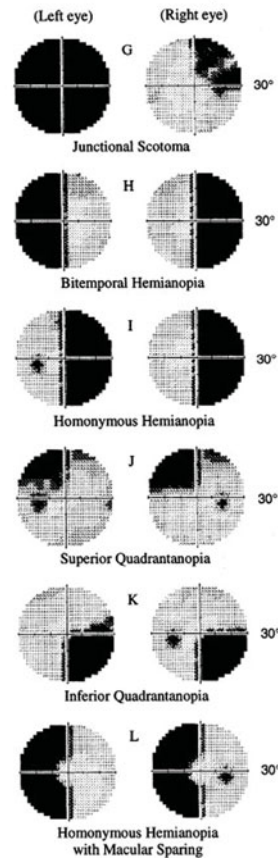 (Left eye) (Right eye)
G
30°
Junctional Scotoma
H
30°
Bitemporal Hemianopia
I
30°
Homonymous Hemianopia
J
30°
Superior Quadrantanopia
K
30°
Inferior Quadrantanopia
L
30°
Homonymous Hemianopia
with Macular Sparing